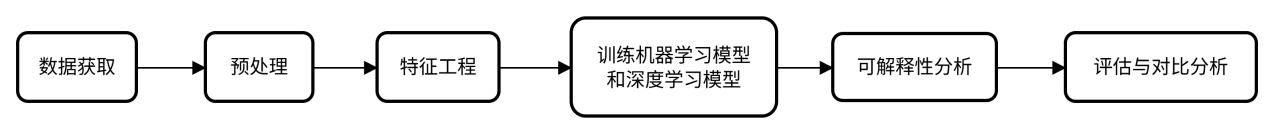 数据获取
预处理
特征工程
训练机器学习模型
和深度学习模型
可解释性分析
评估与对比分析